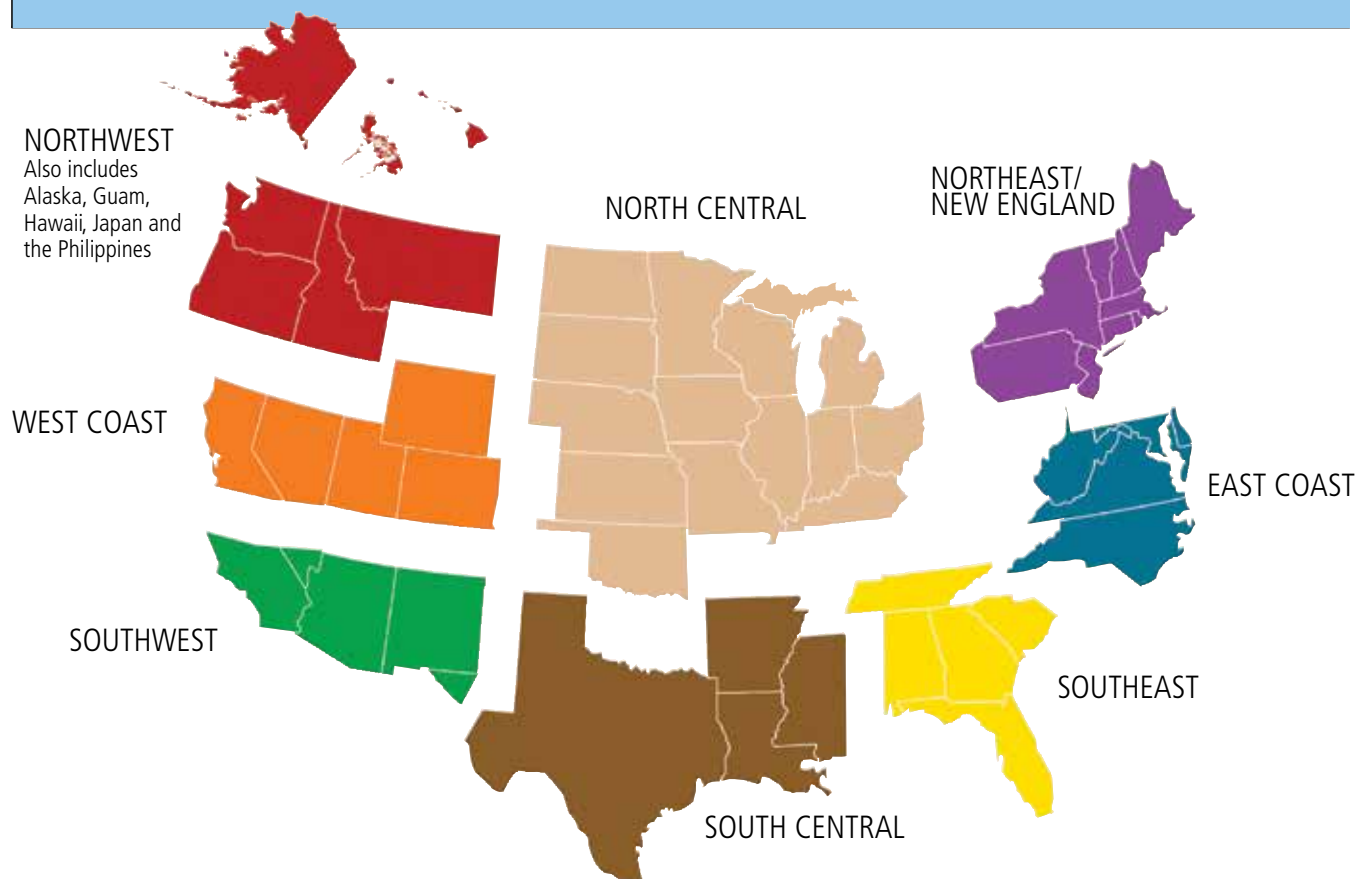 NORTHWEST
Also includes
Alaska, Guam,
Hawaii, Japan and
the Philippines
NORTH CENTRAL
NORTHEAST/
NEW ENGLAND
WEST COAST
EAST COAST
SOUTHWEST
SOUTHEAST
SOUTH CENTRAL